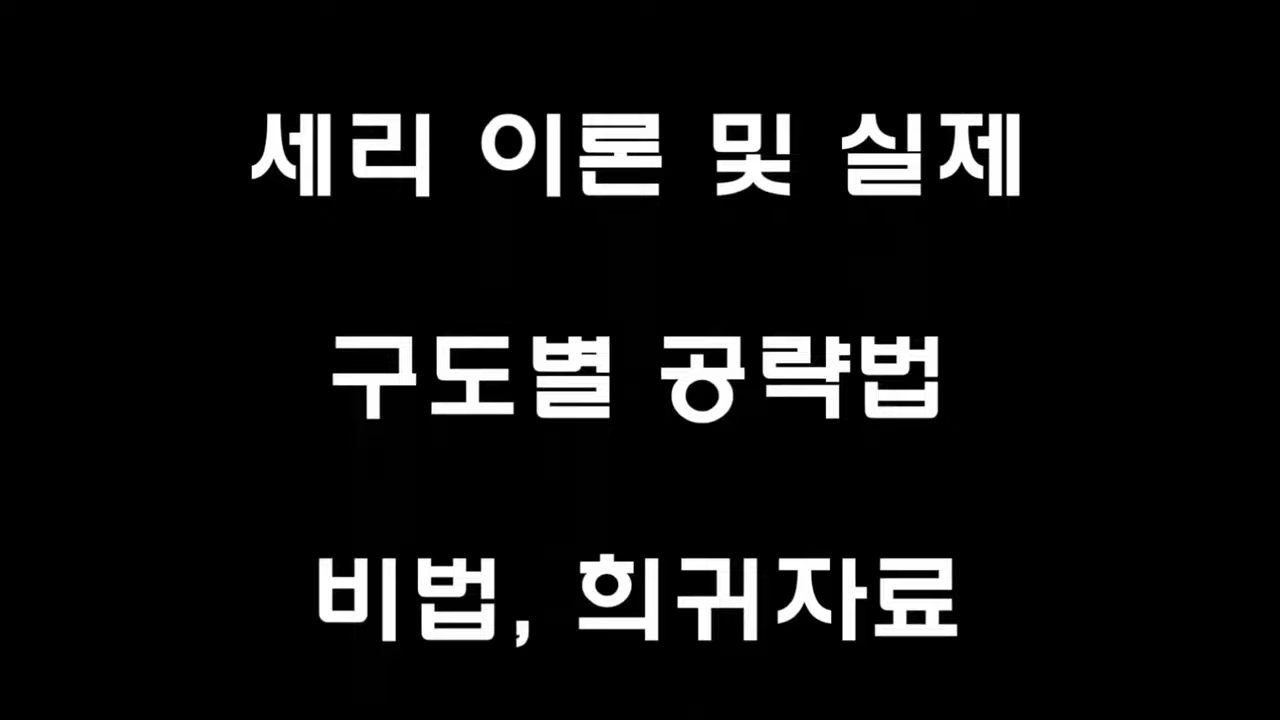 세리 이론 및 실제
구도별 공략법
비법, 희귀자료